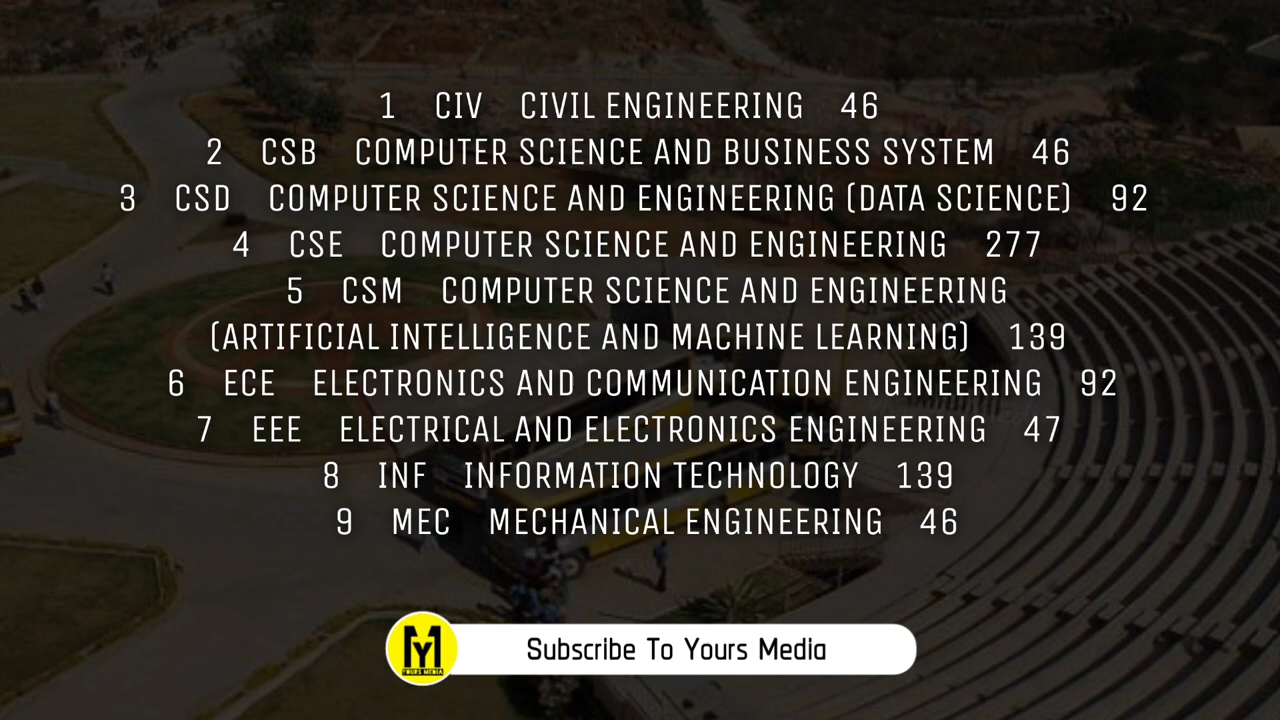 1 CIV CIVIL ENGINEERING 46
2 CSB COMPUTER SCIENCE AND BUSINESS SYSTEM 46
3 CSD COMPUTER SCIENCE AND ENGINEERING (DATA SCIENCE) 92
4 CSE COMPUTER SCIENCE AND ENGINEERING 277
5 CSM COMPUTER SCIENCE AND ENGINEERING
(ARTIFICIAL INTELLIGENCE AND MACHINE LEARNING) 139
6 ECE ELECTRONICS AND COMMUNICATION ENGINEERING 92
7 EEE ELECTRICAL AND ELECTRONICS ENGINEERING 47
8 INF INFORMATION TECHNOLOGY 139
9 MEC MECHANICAL ENGINEERING 46
MY
YOURS MEDIA
Subscribe To Yours Media